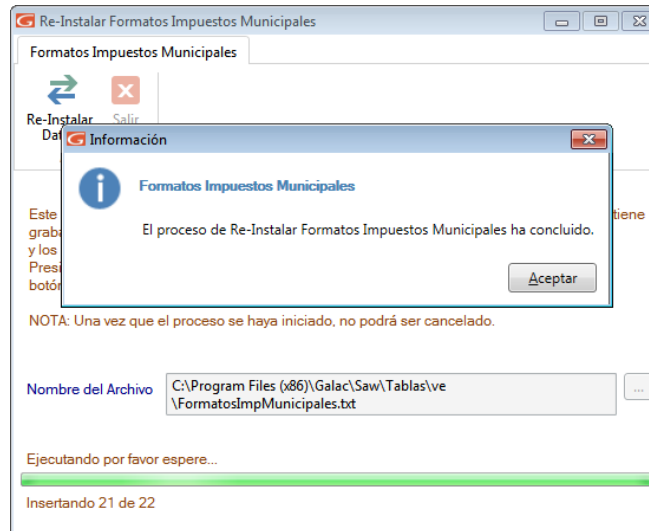 Re-Instalar Formatos Impuestos Municipales
Formatos Impuestos Municipales
Re-Instalar
Salir
Dat
Información
Formatos Impuestos Municipales
El proceso de Re-Instalar Formatos Impuestos Municipales ha concluido.
Aceptar
Este
tiene
graba
y los
Presi
botón
NOTA: Una vez que el proceso se haya iniciado, no podrá ser cancelado.
Nombre del Archivo
C:\Program Files (x86)\Galac\Saw\Tablas\ve
\FormatosImpMunicipales.txt
...
Ejecutando por favor espere...
Insertando 21 de 22